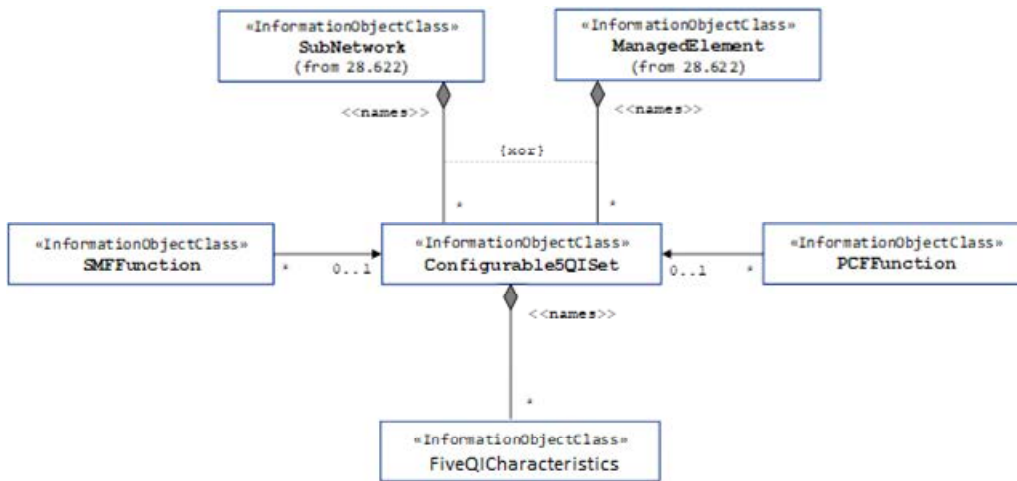 «InformationObjectClass»
SubNetwork
(from 28.622)
«InformationObjectClass»
ManagedElement
(from 28.622)
<<names>>
<<names>>
{xor}
*
*
«InformationObjectClass»
SMFFunction
*
0..1
«InformationObjectClass»
Configurable5QISet
0..1
*
«InformationObjectClass»
PCFFunction
<<names>>
*
«InformationObjectClass»
FiveQICharacteristics